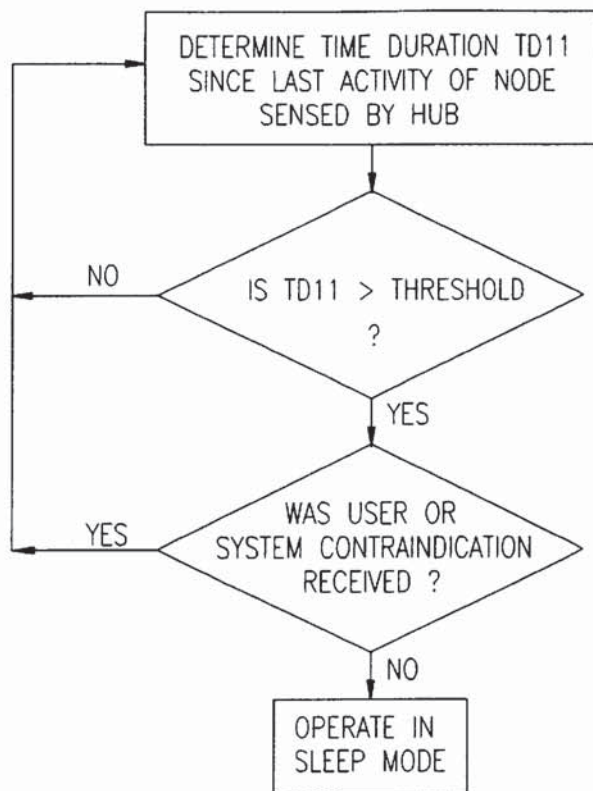 DETERMINE TIME DURATION TD11
SINCE LAST ACTIVITY OF NODE
SENSED BY HUB
NO
IS TD11 > THRESHOLD
?
YES
YES
WAS USER OR
SYSTEM CONTRAINDICATION
RECEIVED ?
NO
OPERATE IN
SLEEP MODE